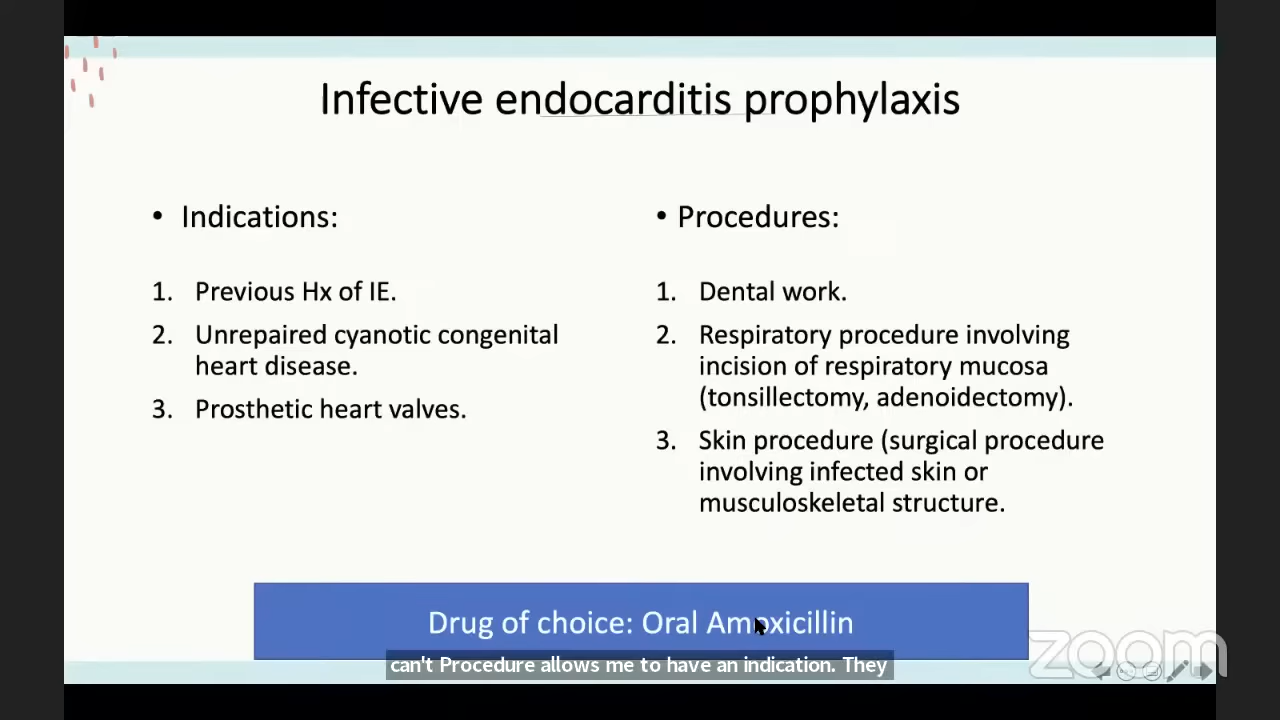 Infective endocarditis prophylaxis
• Indications:
1. Previous Hx of IE.
2. Unrepaired cyanotic congenital
heart disease.
3. Prosthetic heart valves.
• Procedures:
1. Dental work.
2. Respiratory procedure involving
incision of respiratory mucosa
(tonsillectomy, adenoidectomy).
3. Skin procedure (surgical procedure
involving infected skin or
musculoskeletal structure.
Drug of choice: Oral Amoxicillin
can't Procedure allows me to have an indication. They
zoom